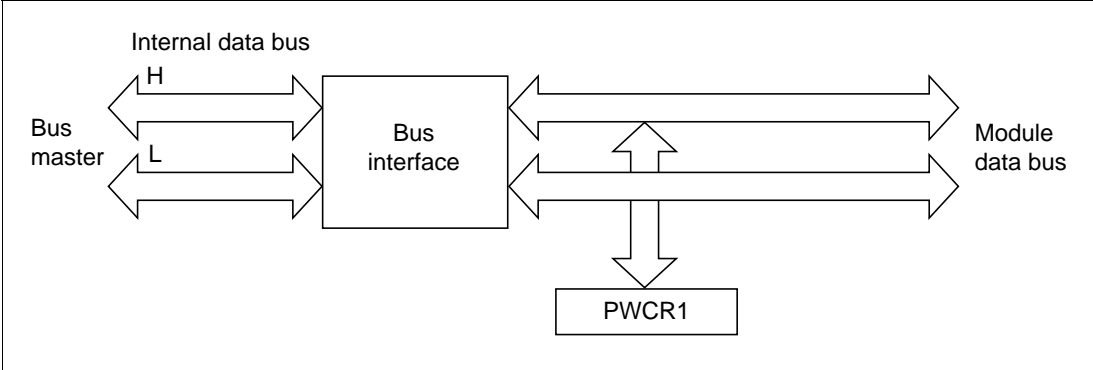 Internal data bus
H
Bus
master
L
Bus
interface
Module
data bus
PWCR1